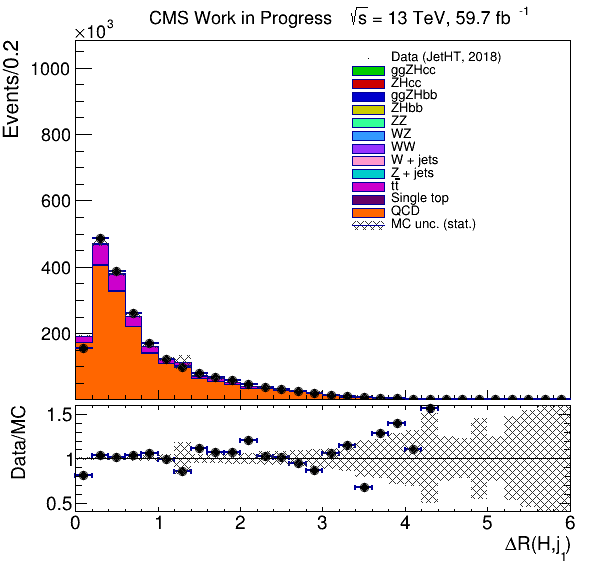 CMS Work in Progress √s = 13 TeV, 59.7 fb⁻¹
×10³
Events/0.2
1000
800
600
400
200
Data (JetHT, 2018)
ggZHcc
ZHcc
ggZHbb
ZHbb
ZZ
WZ
WW
W + jets
Z + jets
tt̅
Single top
QCD
MC unc. (stat.)
Data/MC
1.5
1
0.5
0 1 2 3 4 5 6
ΔR(H,j₁)